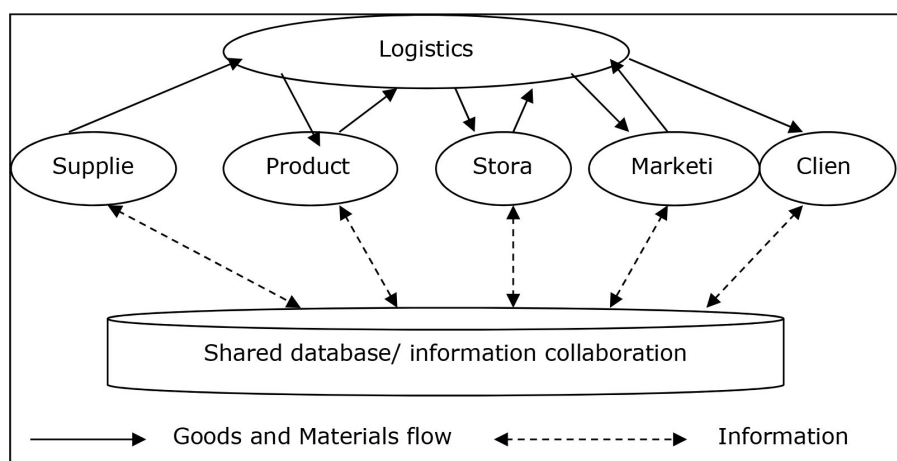 Logistics
Supplie
Product
Stora
Marketi
Clien
Shared database/ information collaboration
Goods and Materials flow
Information